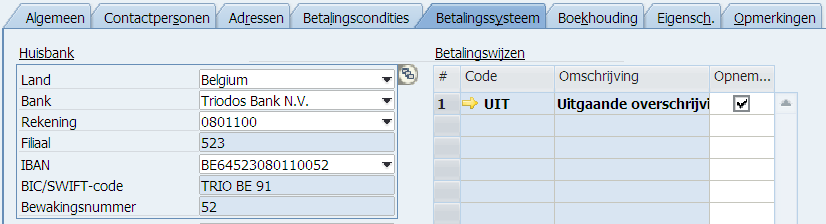 Algemeen Contactpersonen Adressen Betalingscondities Betalingssysteem Boekhouding Eigensch. Opmerkingen
Huisbank
Land Belgium
Bank Triodos Bank N.V.
Rekening 0801100
Filiaal 523
IBAN BE64523080110052
BIC/SWIFT-code TRIO BE 91
Bewakingsnummer 52
Betalingswijzen
# Code Omschrijving Opnem...
1 UIT Uitgaande overschrijvi